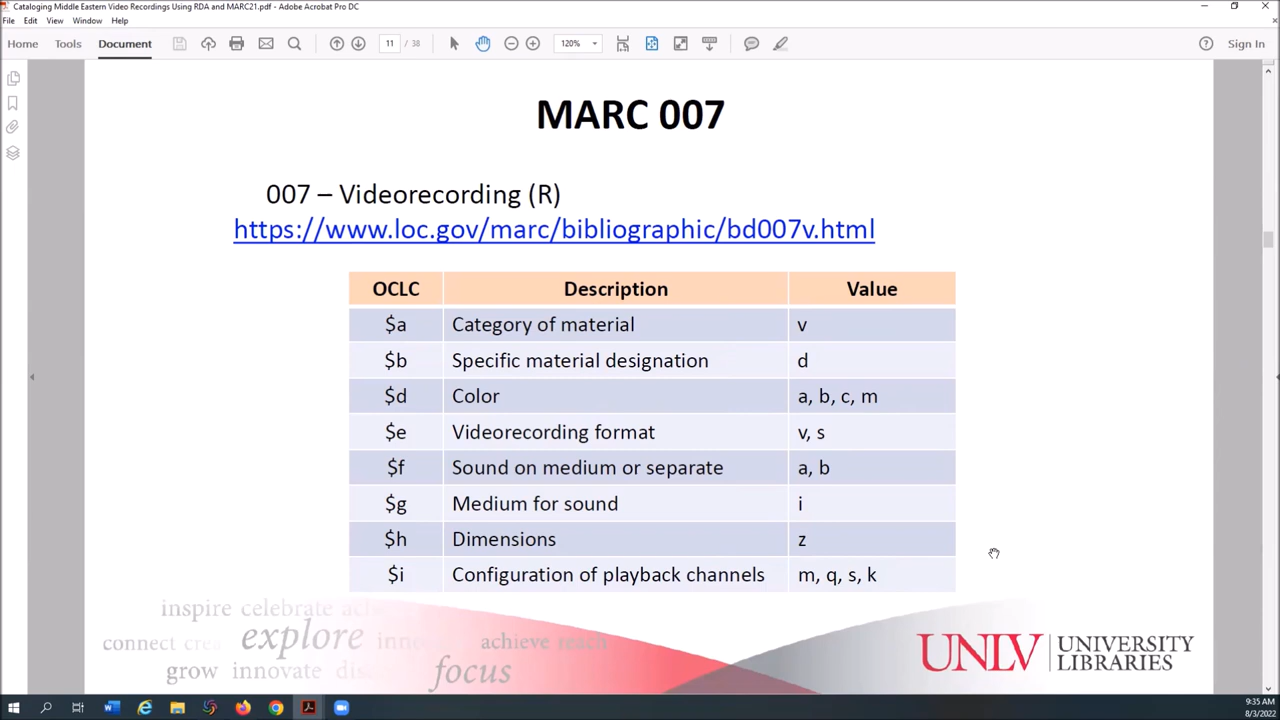 Cataloging Middle Eastern Video Recordings Using RDA and MARC21.pdf - Adobe Acrobat Pro DC
File Edit View Window Help
Home Tools Document 11 / 38 120% Sign In
MARC 007
007 – Videorecording (R)
https://www.loc.gov/marc/bibliographic/bd007v.html
OCLC Description Value
$a Category of material v
$b Specific material designation d
$d Color a, b, c, m
$e Videorecording format v, s
$f Sound on medium or separate a, b
$g Medium for sound i
$h Dimensions z
$i Configuration of playback channels m, q, s, k
inspire celebrate
connect explore achieve reach
grow innovate focus
UNLV UNIVERSITY LIBRARIES
9:35 AM
8/3/2022